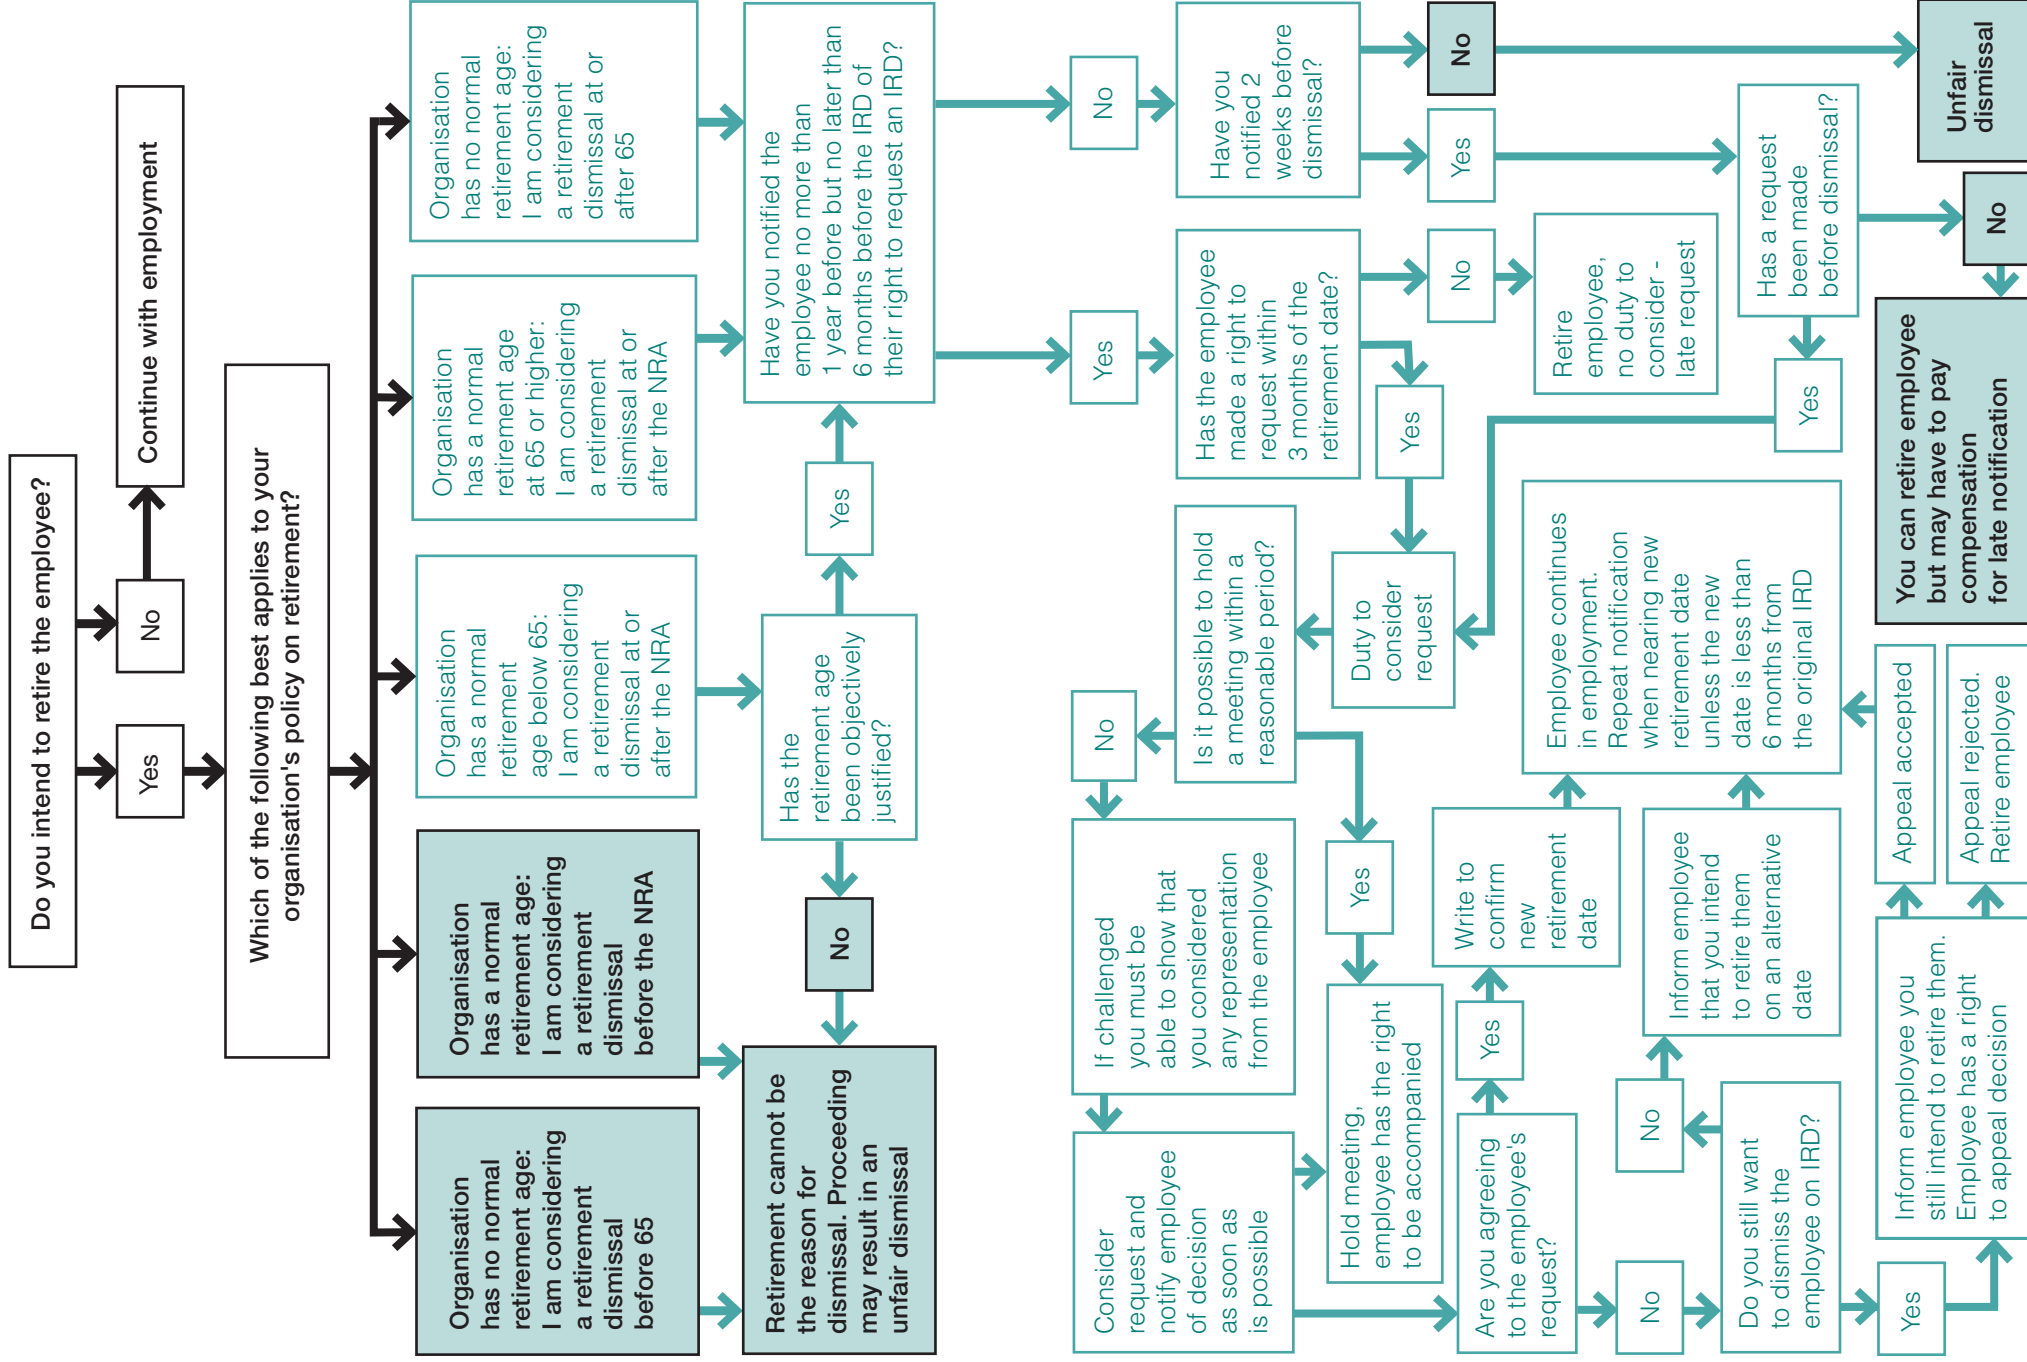 Do you intend to retire the employee?
Yes
No
Continue with employment
Which of the following best applies to your
organisation's policy on retirement?
Organisation
has no normal
retirement age:
I am considering
a retirement
dismissal
before 65
Organisation
has a normal
retirement age:
I am considering
a retirement
dismissal
before the NRA
Organisation
has a normal
retirement
age below 65:
I am considering
a retirement
dismissal at or
after the NRA
Organisation
has a normal
retirement age
at 65 or higher:
I am considering
a retirement
dismissal at or
after the NRA
Organisation
has no normal
retirement age:
I am considering
a retirement
dismissal at or
after 65
Retirement cannot be
the reason for
dismissal. Proceeding
may result in an
unfair dismissal
No
Has the
retirement age
been objectively
justified?
Yes
Have you notified the
employee no more than
1 year before but no later than
6 months before the IRD of
their right to request an IRD?
Yes
No
Consider
request and
notify employee
of decision
as soon as
is possible
If challenged
you must be
able to show that
you considered
any representation
from the employee
No
Is it possible to hold
a meeting within a
reasonable period?
Has the employee
made a right to
request within
3 months of the
retirement date?
Have you
notified 2
weeks before
dismissal?
Hold meeting,
employee has the right
to be accompanied
Yes
Duty to
consider
request
Yes
No
Yes
No
Are you agreeing
to the employee's
request?
Yes
Write to
confirm
new
retirement
date
Employee continues
in employment.
Repeat notification
when nearing new
retirement date
unless the new
date is less than
6 months from
the original IRD
Retire
employee,
no duty to
consider -
late request
No
No
Inform employee
that you intend
to retire them
on an alternative
date
Do you still want
to dismiss the
employee on IRD?
Yes
Has a request
been made
before dismissal?
Yes
Inform employee you
still intend to retire them.
Employee has a right
to appeal decision
Appeal accepted
Appeal rejected.
Retire employee
You can retire employee
but may have to pay
compensation
for late notification
No
Unfair
dismissal